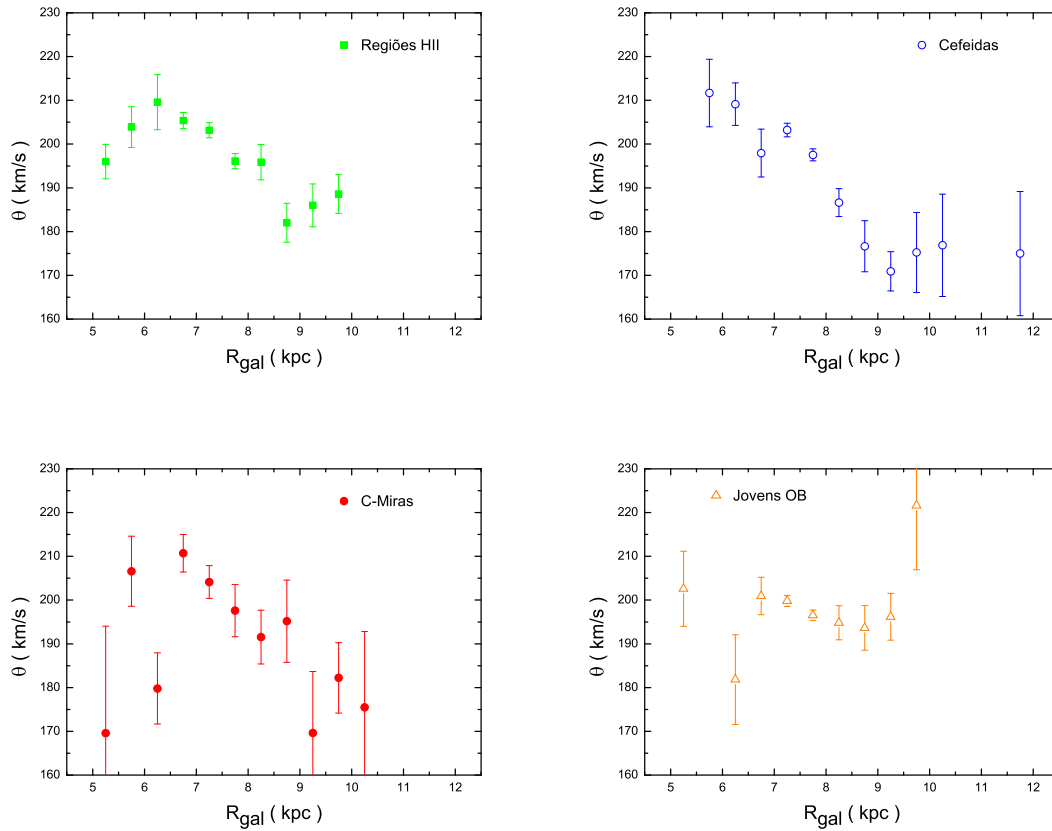 230
220
210
200
190
180
170
160
θ ( km/s )
Regiões HII
5 6 7 8 9 10 11 12
R_gal ( kpc )
230
220
210
200
190
180
170
160
θ ( km/s )
Cefeidas
5 6 7 8 9 10 11 12
R_gal ( kpc )
230
220
210
200
190
180
170
160
θ ( km/s )
C-Miras
5 6 7 8 9 10 11 12
R_gal ( kpc )
230
220
210
200
190
180
170
160
θ ( km/s )
Jovens OB
5 6 7 8 9 10 11 12
R_gal ( kpc )